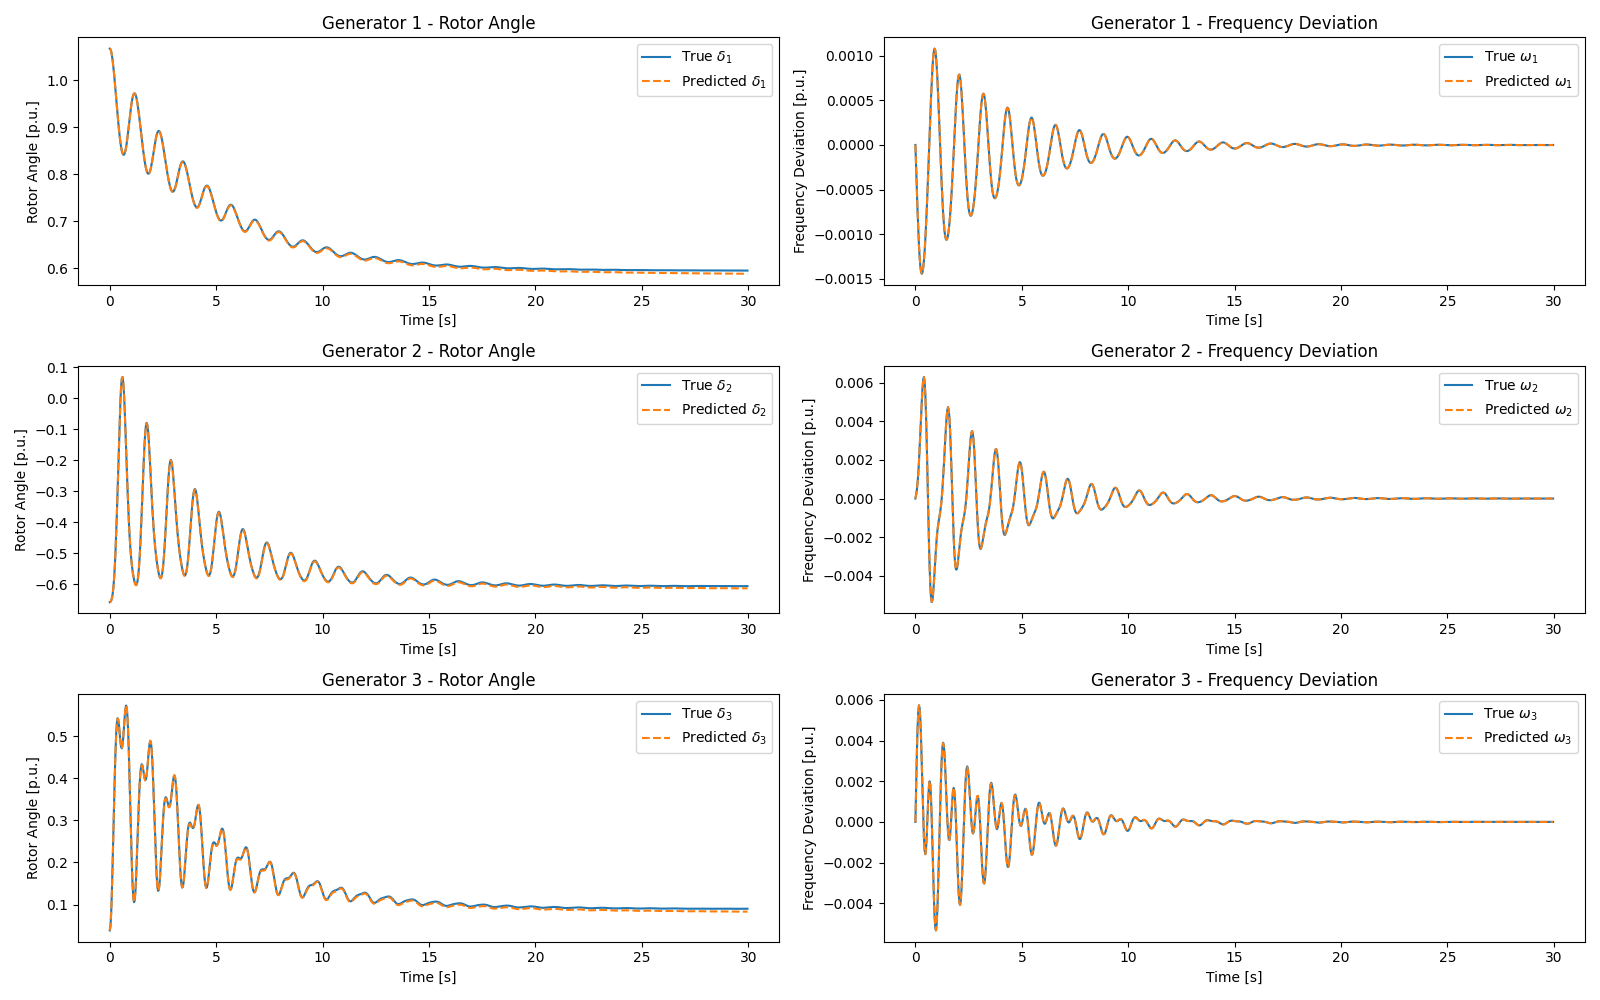 Generator 1 - Rotor Angle
Rotor Angle [p.u.]
1.0
0.9
0.8
0.7
0.6
True δ₁
Predicted δ₁
0 5 10 15 20 25 30
Time [s]
Generator 1 - Frequency Deviation
Frequency Deviation [p.u.]
0.0010
0.0005
0.0000
−0.0005
−0.0010
−0.0015
True ω₁
Predicted ω₁
0 5 10 15 20 25 30
Time [s]
Generator 2 - Rotor Angle
Rotor Angle [p.u.]
0.1
0.0
−0.1
−0.2
−0.3
−0.4
−0.5
−0.6
True δ₂
Predicted δ₂
0 5 10 15 20 25 30
Time [s]
Generator 2 - Frequency Deviation
Frequency Deviation [p.u.]
0.006
0.004
0.002
0.000
−0.002
−0.004
True ω₂
Predicted ω₂
0 5 10 15 20 25 30
Time [s]
Generator 3 - Rotor Angle
Rotor Angle [p.u.]
0.5
0.4
0.3
0.2
0.1
True δ₃
Predicted δ₃
0 5 10 15 20 25 30
Time [s]
Generator 3 - Frequency Deviation
Frequency Deviation [p.u.]
0.006
0.004
0.002
0.000
−0.002
−0.004
True ω₃
Predicted ω₃
0 5 10 15 20 25 30
Time [s]